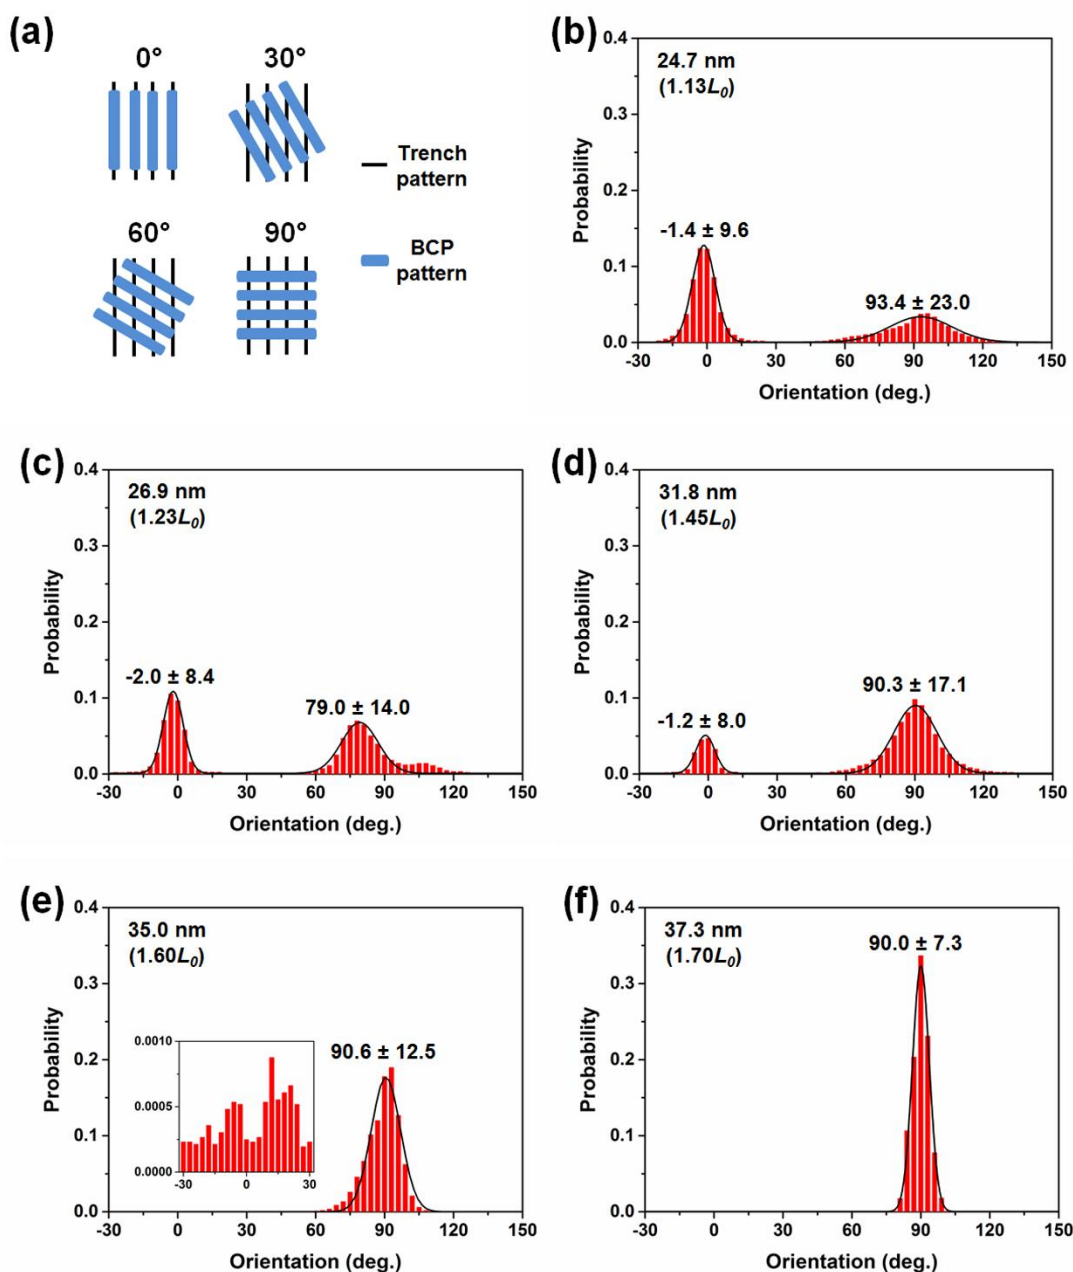 (a)
0°
30°
60°
90°
Trench
pattern
BCP
pattern
(b)
24.7 nm
(1.13L₀)
-1.4 ± 9.6
93.4 ± 23.0
0.4
0.3
0.2
0.1
0.0
Probability
-30 0 30 60 90 120 150
Orientation (deg.)
(c)
26.9 nm
(1.23L₀)
-2.0 ± 8.4
79.0 ± 14.0
0.4
0.3
0.2
0.1
0.0
Probability
-30 0 30 60 90 120 150
Orientation (deg.)
(d)
31.8 nm
(1.45L₀)
-1.2 ± 8.0
90.3 ± 17.1
0.4
0.3
0.2
0.1
0.0
Probability
-30 0 30 60 90 120 150
Orientation (deg.)
(e)
35.0 nm
(1.60L₀)
90.6 ± 12.5
0.4
0.3
0.2
0.1
0.0
Probability
0.0010
0.0005
0.0000
-30 0 30
-30 0 30 60 90 120 150
Orientation (deg.)
(f)
37.3 nm
(1.70L₀)
90.0 ± 7.3
0.4
0.3
0.2
0.1
0.0
Probability
-30 0 30 60 90 120 150
Orientation (deg.)